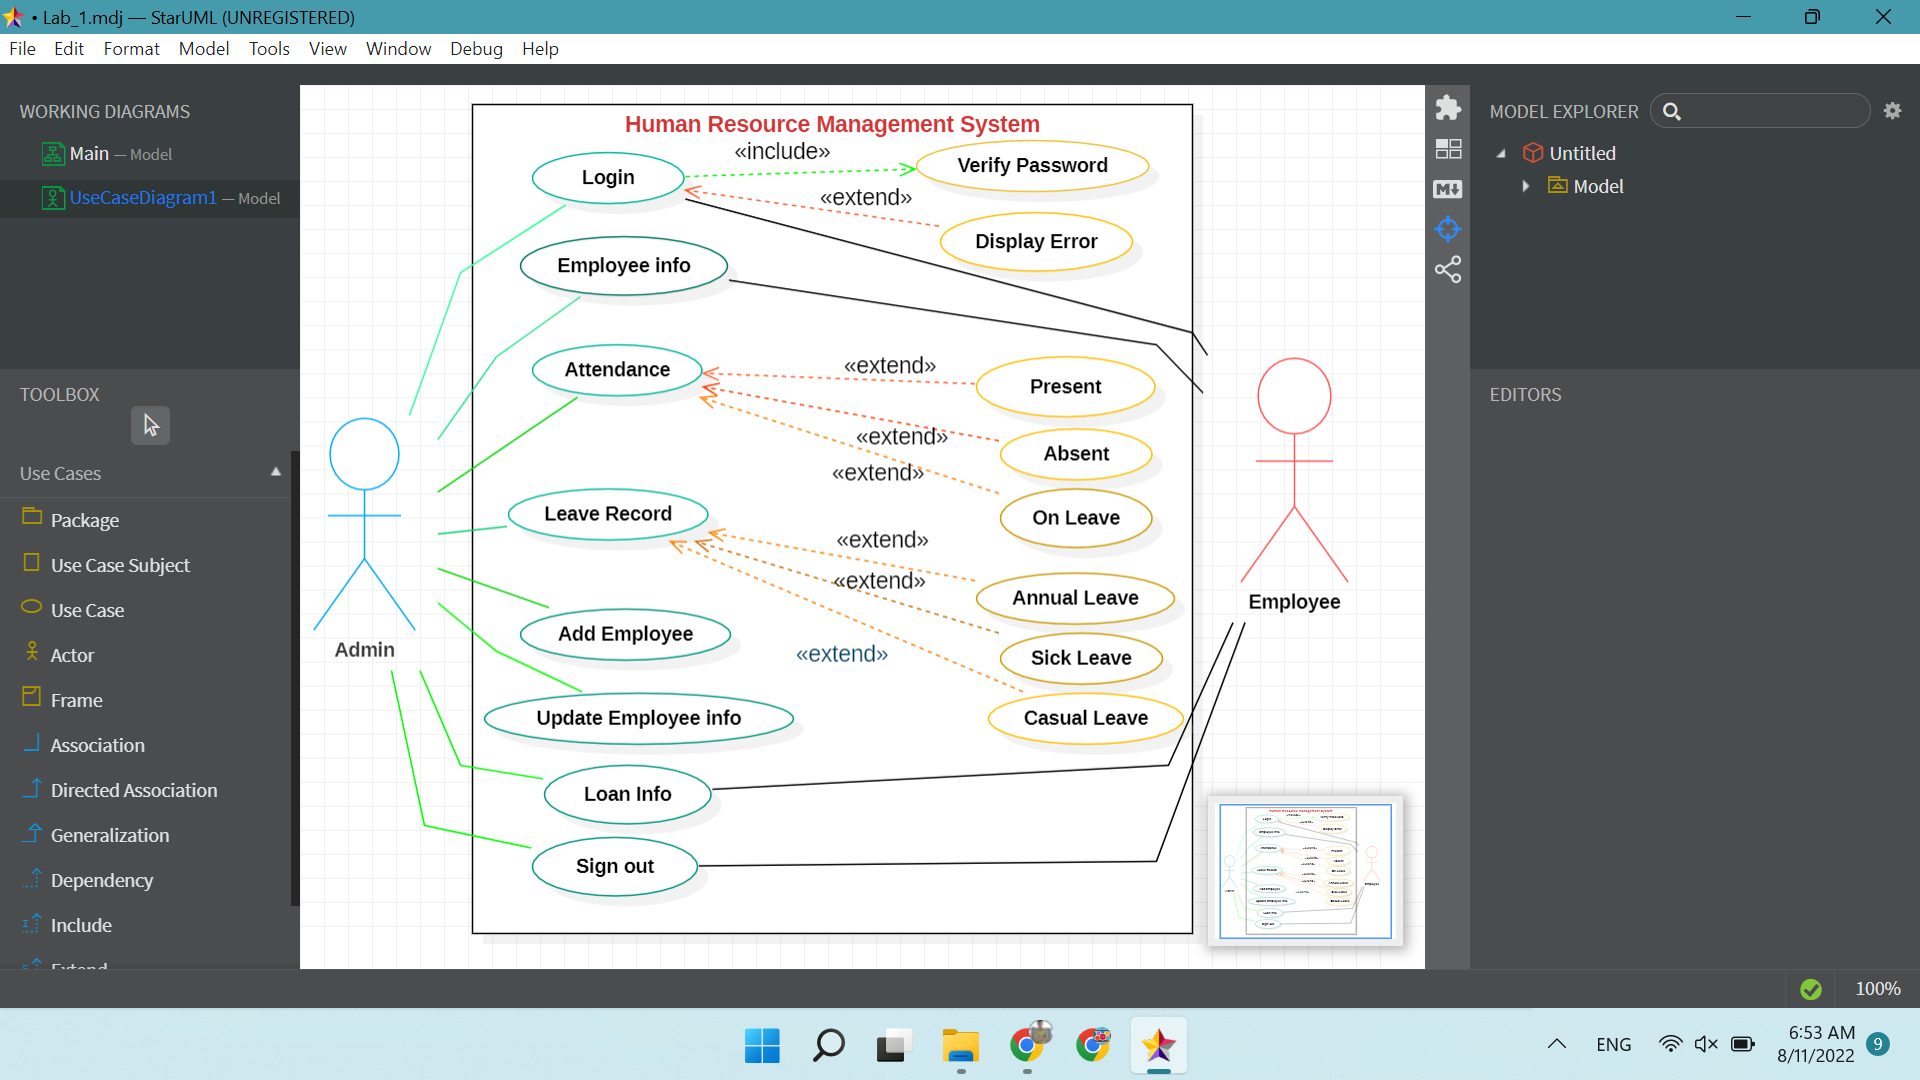 • Lab_1.mdj — StarUML (UNREGISTERED)
File Edit Format Model Tools View Window Debug Help
WORKING DIAGRAMS
Main — Model
UseCaseDiagram1 — Model
TOOLBOX
Use Cases
Package
Use Case Subject
Use Case
Actor
Frame
Association
Directed Association
Generalization
Dependency
Include
Extend
Human Resource Management System
«include»
Login
Verify Password
«extend»
Display Error
Employee info
Attendance
«extend»
Present
«extend»
Absent
«extend»
On Leave
Leave Record
«extend»
«extend»
Annual Leave
Add Employee
«extend»
Sick Leave
Update Employee info
Casual Leave
Loan Info
Sign out
Admin
Employee
MODEL EXPLORER
Untitled
Model
EDITORS
M
100%
ENG
6:53 AM
8/11/2022
9